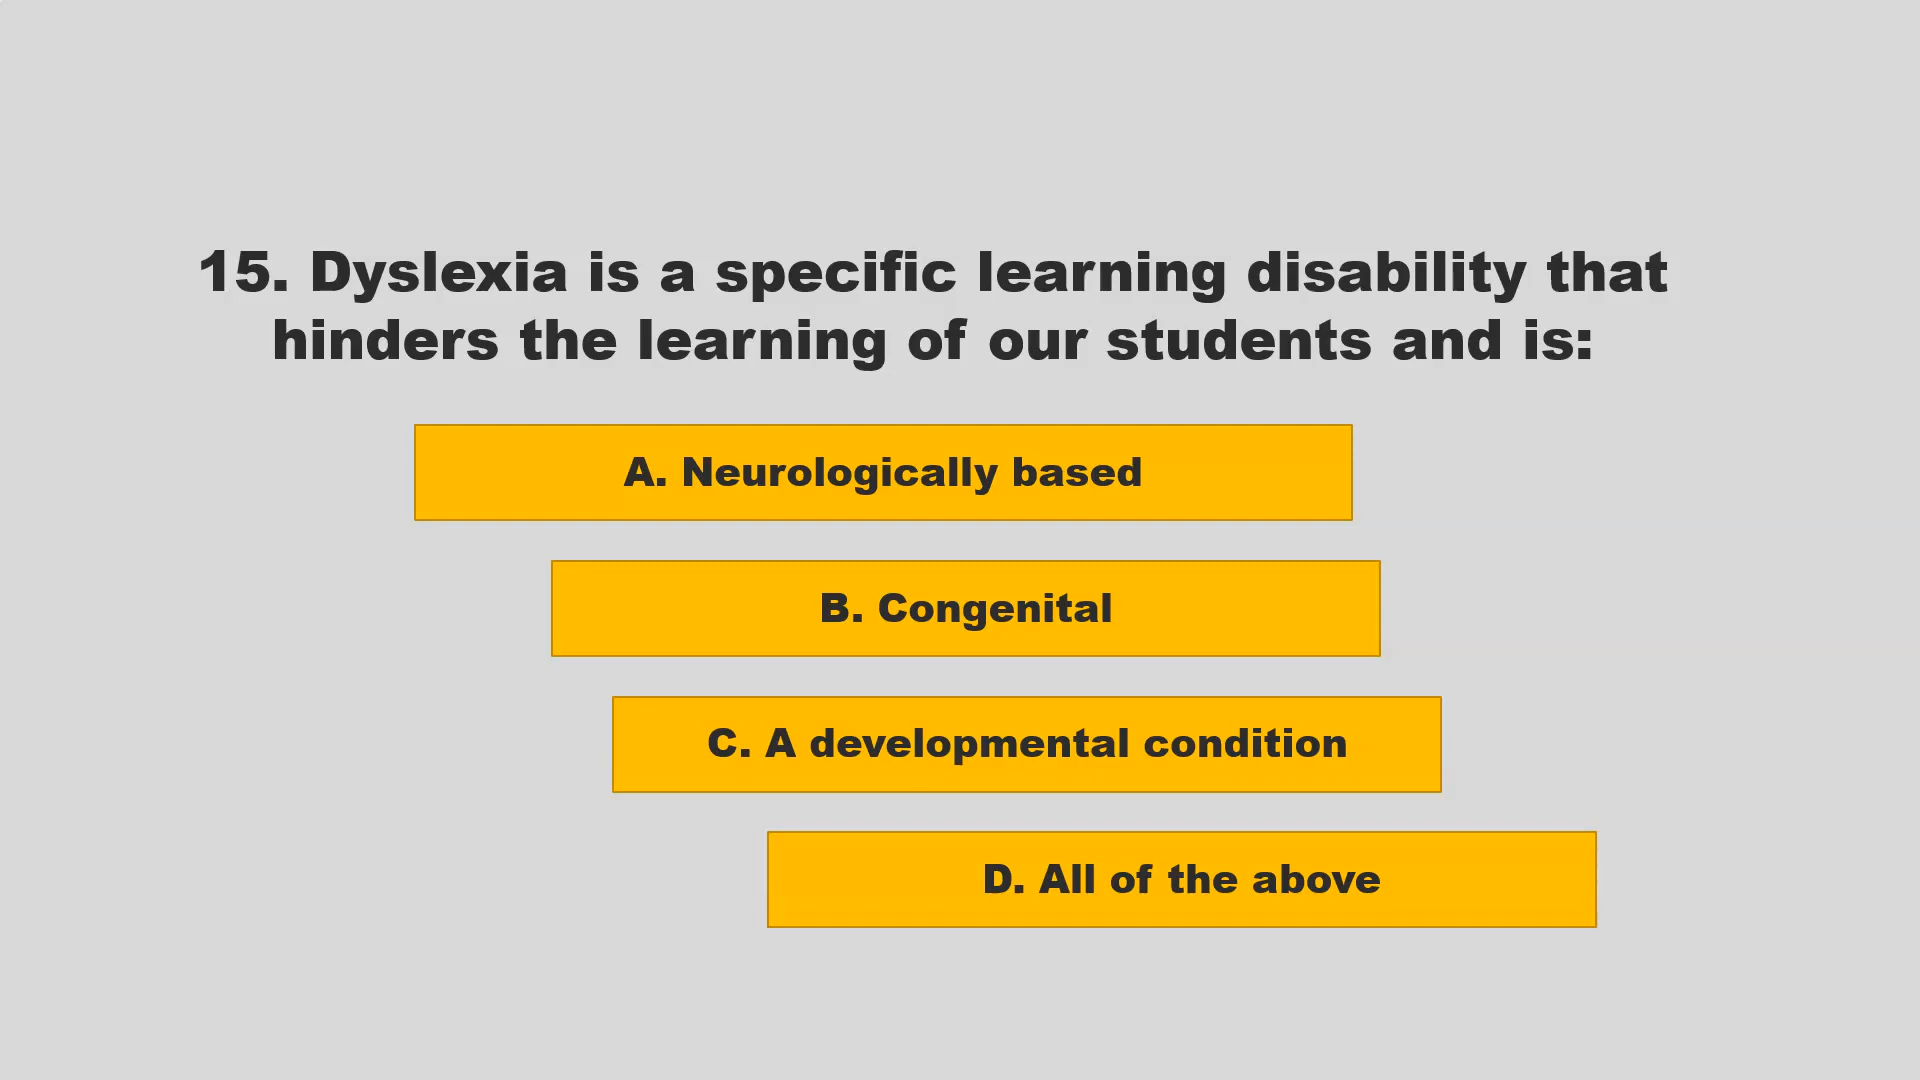 15. Dyslexia is a specific learning disability that
hinders the learning of our students and is:
A. Neurologically based
B. Congenital
C. A developmental condition
D. All of the above